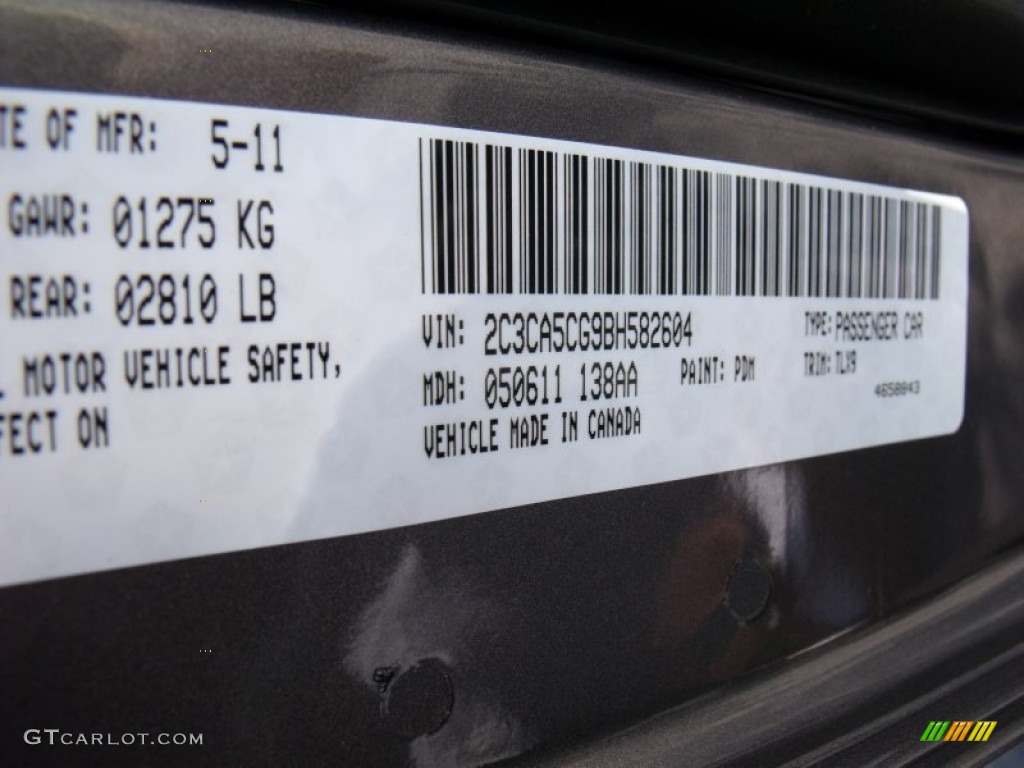 TE OF MFR: 5-11
GAWR: 01275 KG
REAR: 02810 LB
MOTOR VEHICLE SAFETY,
FECT ON
VIN: 2C3CA5CG9BH582604
TYPE: PASSENGER CAR
MDH: 050611 138AA
PAINT: PDM
TRIM: TLX9
VEHICLE MADE IN CANADA
4658843
GTCARLOT.COM